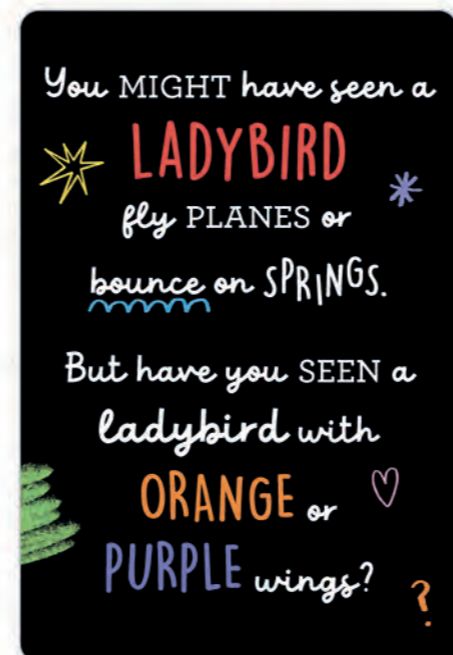 You MIGHT have seen a
LADYBIRD
fly PLANES or
bounce on SPRINGS.
But have you SEEN a
ladybird with
ORANGE or
PURPLE wings?
?